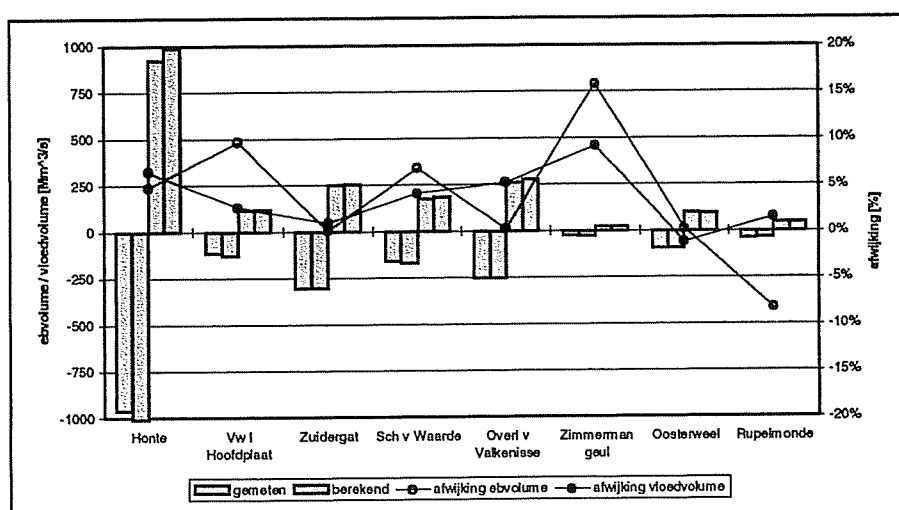 ebvolume / vloedvolume [Mm^3/s]
1000
750
500
250
0
-250
-500
-750
-1000
20%
15%
10%
5%
0%
-5%
-10%
-15%
-20%
afwijking [%]
Honte
Vw l Hoofdplaat
Zuidergat
Sch v Waarde
Overl v Valkenisse
Zimmerman geul
Oosterweel
Rupelmonde
gemeten
berekend
afwijking ebvolume
afwijking vloedvolume